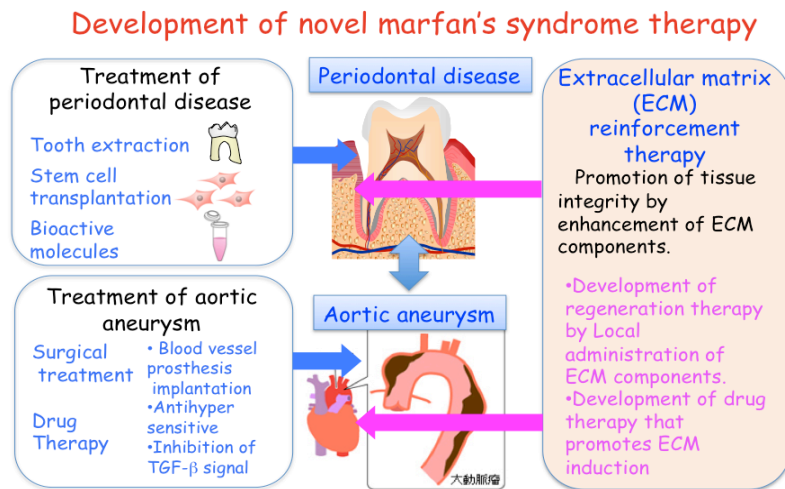 Development of novel marfan's syndrome therapy
Treatment of
periodontal disease
Tooth extraction
Stem cell
transplantation
Bioactive
molecules
Periodontal disease
Extracellular matrix
(ECM)
reinforcement
therapy
Promotion of tissue
integrity by
enhancement of ECM
components.
•Development of
regeneration therapy
by Local
administration of
ECM components.
•Development of drug
therapy that
promotes ECM
induction
Treatment of aortic
aneurysm
Surgical
treatment
• Blood vessel
prosthesis
implantation
Drug
Therapy
•Antihyper
sensitive
•Inhibition of
TGF-β signal
Aortic aneurysm
大動脈瘤